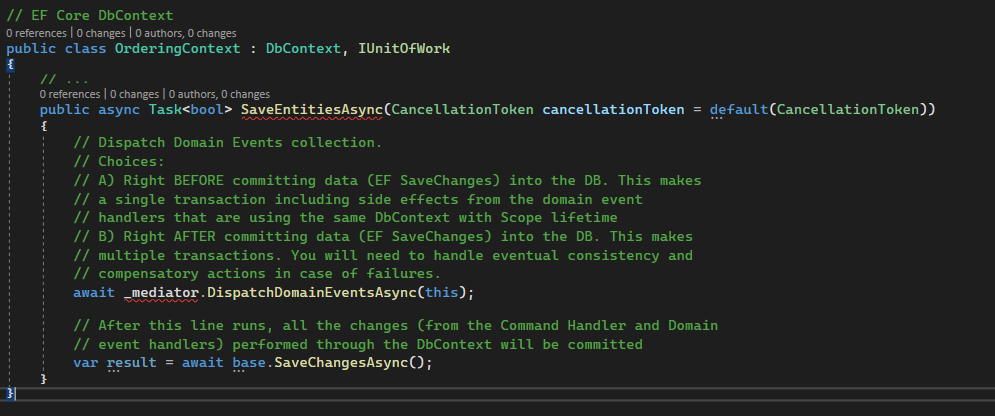 // EF Core DbContext
0 references | 0 changes | 0 authors, 0 changes
public class OrderingContext : DbContext, IUnitOfWork
{
// ...
0 references | 0 changes | 0 authors, 0 changes
public async Task<bool> SaveEntitiesAsync(CancellationToken cancellationToken = default(CancellationToken))
{
// Dispatch Domain Events collection.
// Choices:
// A) Right BEFORE committing data (EF SaveChanges) into the DB. This makes
// a single transaction including side effects from the domain event
// handlers that are using the same DbContext with Scope lifetime
// B) Right AFTER committing data (EF SaveChanges) into the DB. This makes
// multiple transactions. You will need to handle eventual consistency and
// compensatory actions in case of failures.
await _mediator.DispatchDomainEventsAsync(this);
// After this line runs, all the changes (from the Command Handler and Domain
// event handlers) performed through the DbContext will be committed
var result = await base.SaveChangesAsync();
}
}